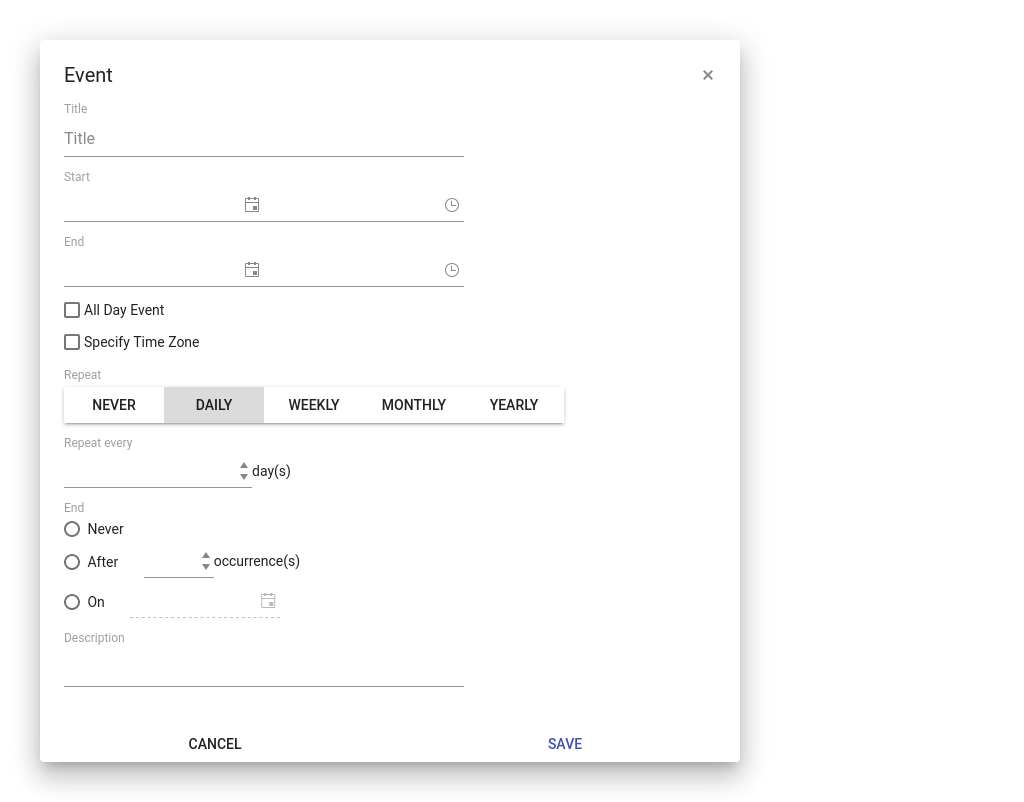 Event
Title
Title
Start
End
All Day Event
Specify Time Zone
Repeat
NEVER DAILY WEEKLY MONTHLY YEARLY
Repeat every
day(s)
End
Never
After occurrence(s)
On
Description
CANCEL SAVE